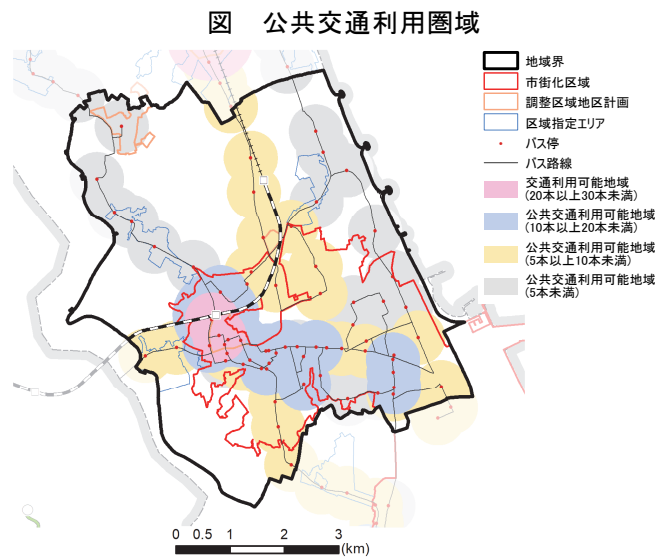 図 公共交通利用圏域
地域界
市街化区域
調整区域地区計画
区域指定エリア
バス停
バス路線
交通利用可能地域
(20本以上30本未満)
公共交通利用可能地域
(10本以上20本未満)
公共交通利用可能地域
(5本以上10本未満)
公共交通利用可能地域
(5本未満)
0 0.5 1 2 3
(km)